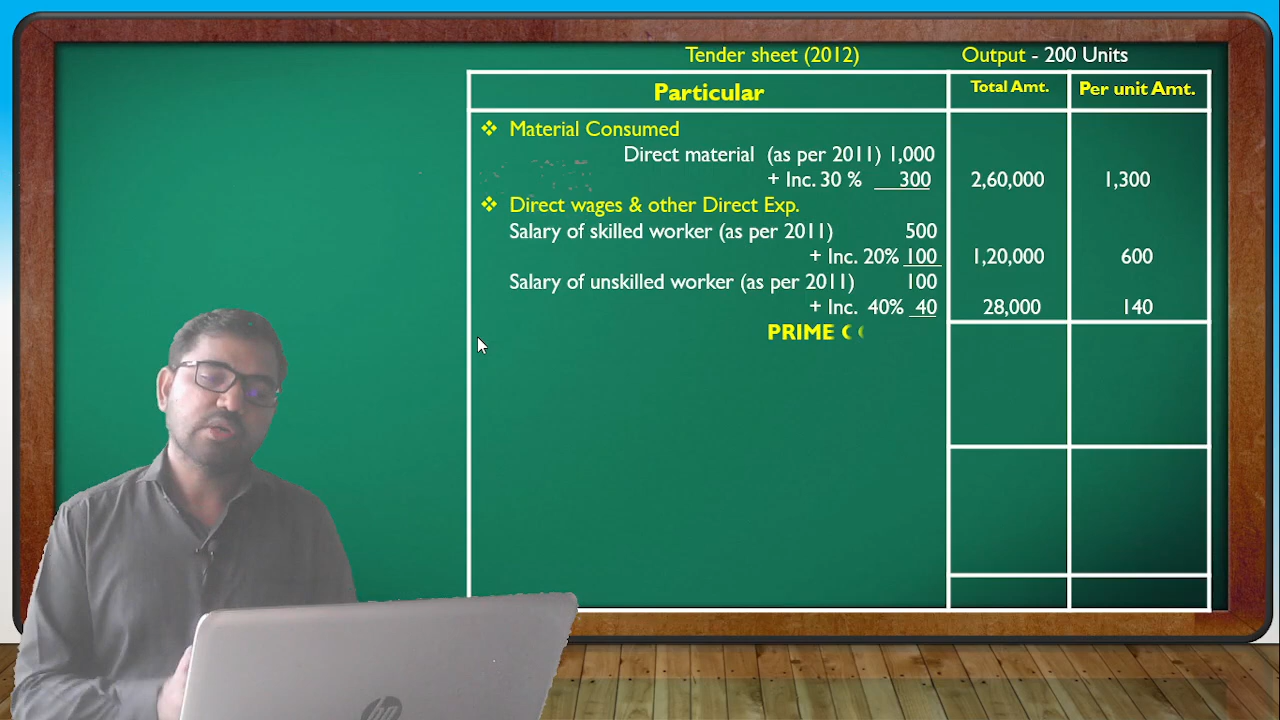 Tender sheet (2012) Output - 200 Units
Particular Total Amt. Per unit Amt.
❖ Material Consumed
Direct material (as per 2011) 1,000
+ Inc. 30 % 300 2,60,000 1,300
❖ Direct wages & other Direct Exp.
Salary of skilled worker (as per 2011) 500
+ Inc. 20% 100 1,20,000 600
Salary of unskilled worker (as per 2011) 100
+ Inc. 40% 40 28,000 140
PRIME
hp